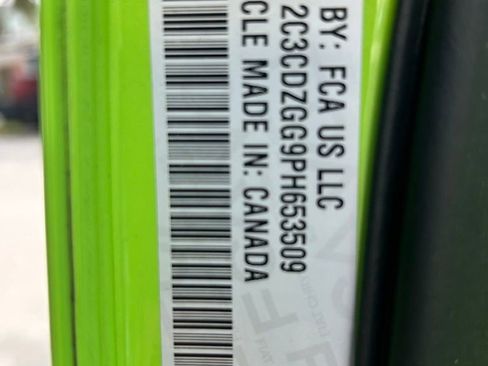 BY: FCA US LLC
2C3CDZGG9PH653509
CLE MADE IN: CANADA